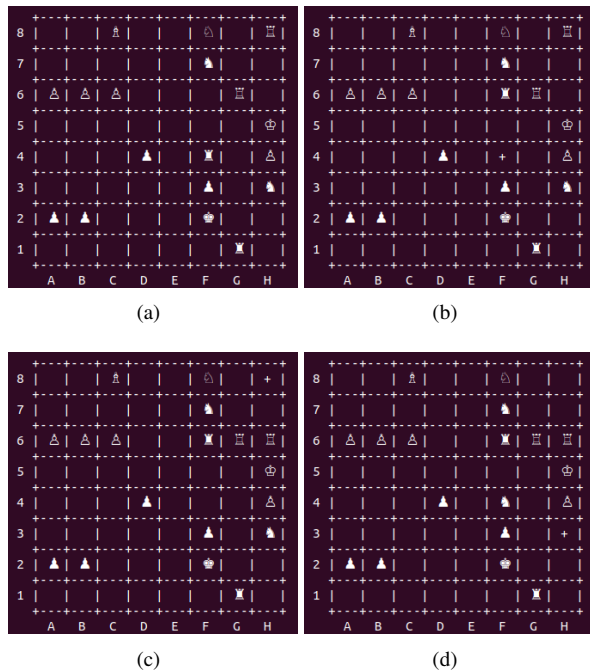 +---+---+---+---+---+---+---+---+
8 |   |   | ♗ |   |   | ♘ |   | ♖ |
+---+---+---+---+---+---+---+---+
7 |   |   |   |   |   | ♞ |   |   |
+---+---+---+---+---+---+---+---+
6 | ♙ | ♙ | ♙ |   |   |   | ♖ |   |
+---+---+---+---+---+---+---+---+
5 |   |   |   |   |   |   |   | ♔ |
+---+---+---+---+---+---+---+---+
4 |   |   |   | ♟ |   | ♜ |   | ♙ |
+---+---+---+---+---+---+---+---+
3 |   |   |   |   |   | ♟ |   | ♞ |
+---+---+---+---+---+---+---+---+
2 | ♟ | ♟ |   |   |   | ♚ |   |   |
+---+---+---+---+---+---+---+---+
1 |   |   |   |   |   |   | ♜ |   |
+---+---+---+---+---+---+---+---+
A B C D E F G H
(a)
+---+---+---+---+---+---+---+---+
8 |   |   | ♗ |   |   | ♘ |   | ♖ |
+---+---+---+---+---+---+---+---+
7 |   |   |   |   |   | ♞ |   |   |
+---+---+---+---+---+---+---+---+
6 | ♙ | ♙ | ♙ |   |   | ♜ | ♖ |   |
+---+---+---+---+---+---+---+---+
5 |   |   |   |   |   |   |   | ♔ |
+---+---+---+---+---+---+---+---+
4 |   |   |   | ♟ |   | + |   | ♙ |
+---+---+---+---+---+---+---+---+
3 |   |   |   |   |   | ♟ |   | ♞ |
+---+---+---+---+---+---+---+---+
2 | ♟ | ♟ |   |   |   | ♚ |   |   |
+---+---+---+---+---+---+---+---+
1 |   |   |   |   |   |   | ♜ |   |
+---+---+---+---+---+---+---+---+
A B C D E F G H
(b)
+---+---+---+---+---+---+---+---+
8 |   |   | ♗ |   |   | ♘ |   | + |
+---+---+---+---+---+---+---+---+
7 |   |   |   |   |   | ♞ |   |   |
+---+---+---+---+---+---+---+---+
6 | ♙ | ♙ | ♙ |   |   | ♜ | ♖ | ♖ |
+---+---+---+---+---+---+---+---+
5 |   |   |   |   |   |   |   | ♔ |
+---+---+---+---+---+---+---+---+
4 |   |   |   | ♟ |   |   |   | ♙ |
+---+---+---+---+---+---+---+---+
3 |   |   |   |   |   | ♟ |   | ♞ |
+---+---+---+---+---+---+---+---+
2 | ♟ | ♟ |   |   |   | ♚ |   |   |
+---+---+---+---+---+---+---+---+
1 |   |   |   |   |   |   | ♜ |   |
+---+---+---+---+---+---+---+---+
A B C D E F G H
(c)
+---+---+---+---+---+---+---+---+
8 |   |   | ♗ |   |   | ♘ |   |   |
+---+---+---+---+---+---+---+---+
7 |   |   |   |   |   | ♞ |   |   |
+---+---+---+---+---+---+---+---+
6 | ♙ | ♙ | ♙ |   |   | ♜ | ♖ | ♖ |
+---+---+---+---+---+---+---+---+
5 |   |   |   |   |   |   |   | ♔ |
+---+---+---+---+---+---+---+---+
4 |   |   |   | ♟ |   | ♞ |   | ♙ |
+---+---+---+---+---+---+---+---+
3 |   |   |   |   |   | ♟ |   | + |
+---+---+---+---+---+---+---+---+
2 | ♟ | ♟ |   |   |   | ♚ |   |   |
+---+---+---+---+---+---+---+---+
1 |   |   |   |   |   |   | ♜ |   |
+---+---+---+---+---+---+---+---+
A B C D E F G H
(d)